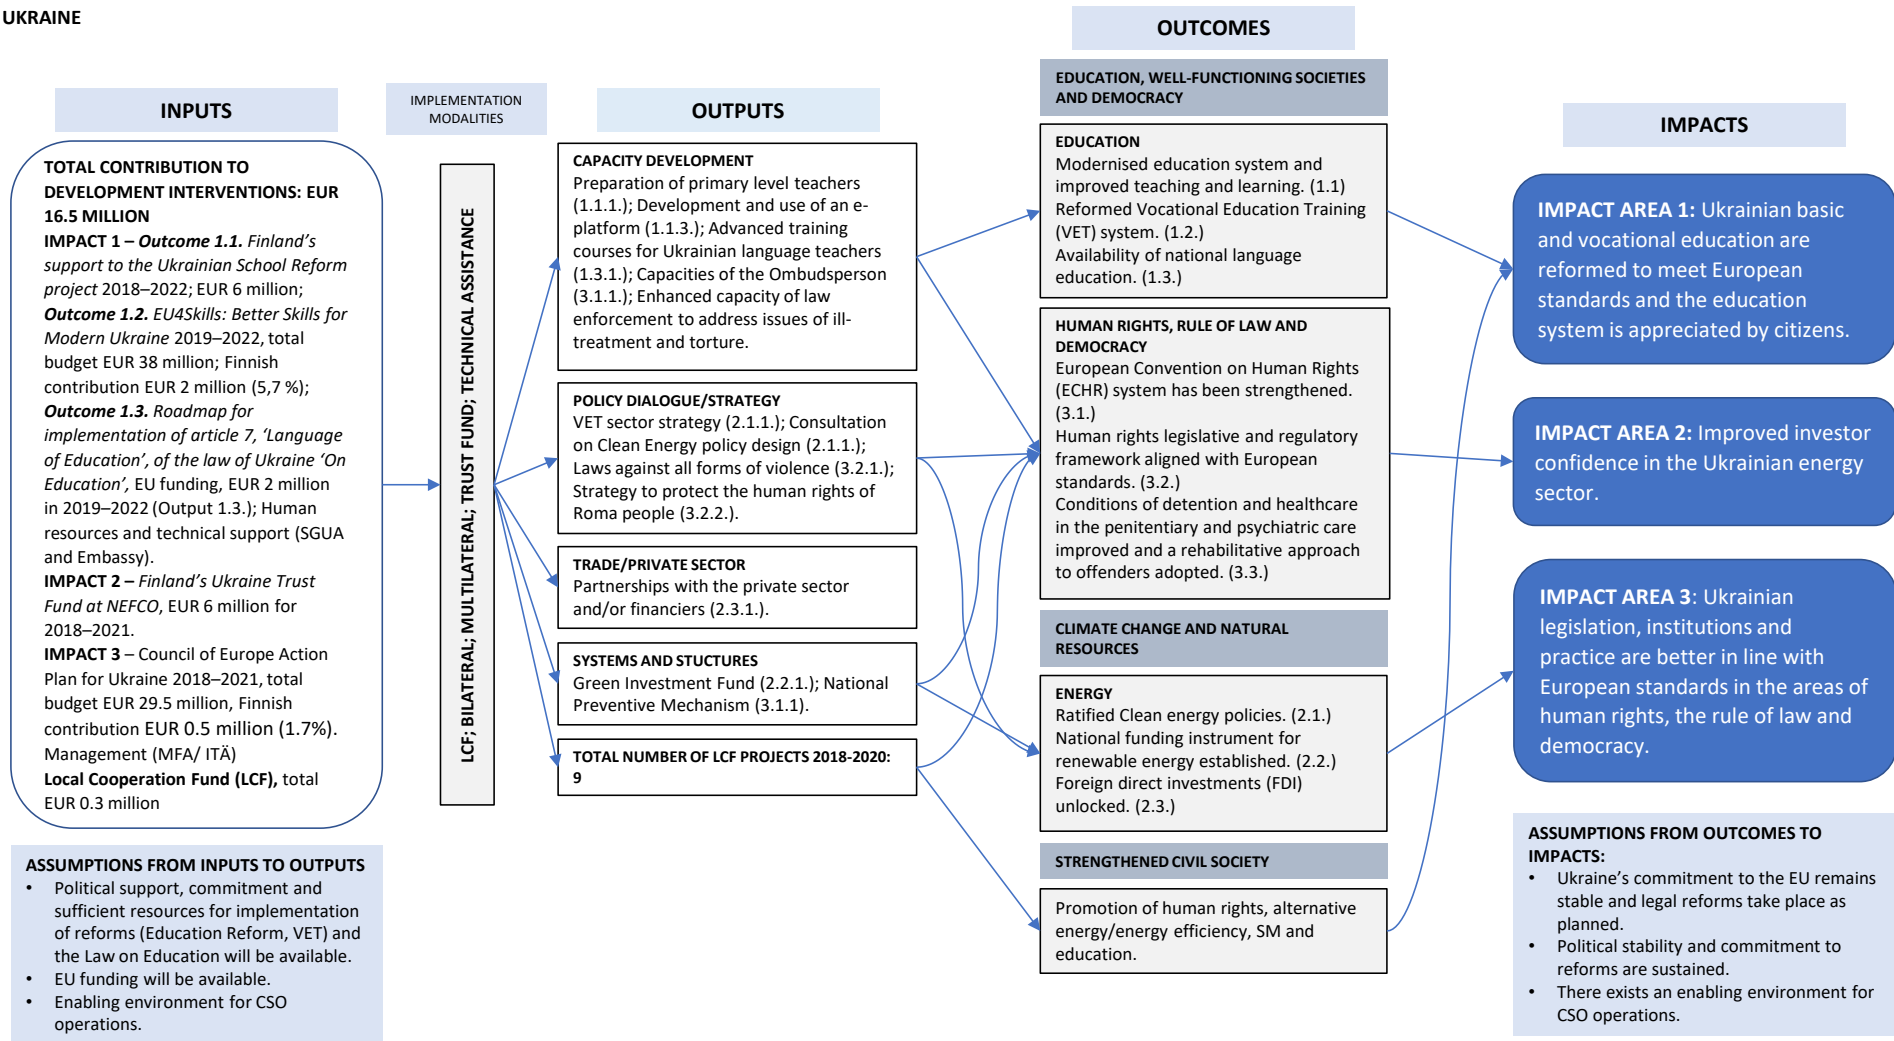 UKRAINE
INPUTS
TOTAL CONTRIBUTION TO
DEVELOPMENT INTERVENTIONS: EUR
16.5 MILLION
IMPACT 1 – Outcome 1.1. Finland’s
support to the Ukrainian School Reform
project 2018–2022; EUR 6 million;
Outcome 1.2. EU4Skills: Better Skills for
Modern Ukraine 2019–2022, total
budget EUR 38 million; Finnish
contribution EUR 2 million (5,7 %);
Outcome 1.3. Roadmap for
implementation of article 7, ‘Language
of Education’, of the law of Ukraine ‘On
Education’, EU funding, EUR 2 million
in 2019–2022 (Output 1.3.); Human
resources and technical support (SGUA
and Embassy).
IMPACT 2 – Finland’s Ukraine Trust
Fund at NEFCO, EUR 6 million for
2018–2021.
IMPACT 3 – Council of Europe Action
Plan for Ukraine 2018–2021, total
budget EUR 29.5 million, Finnish
contribution EUR 0.5 million (1.7%).
Management (MFA/ ITÄ)
Local Cooperation Fund (LCF), total
EUR 0.3 million
ASSUMPTIONS FROM INPUTS TO OUTPUTS
• Political support, commitment and
sufficient resources for implementation
of reforms (Education Reform, VET) and
the Law on Education will be available.
• EU funding will be available.
• Enabling environment for CSO
operations.
IMPLEMENTATION
MODALITIES
LCF; BILATERAL; MULTILATERAL; TRUST FUND; TECHNICAL ASSISTANCE
OUTPUTS
CAPACITY DEVELOPMENT
Preparation of primary level teachers
(1.1.1.); Development and use of an e-
platform (1.1.3.); Advanced training
courses for Ukrainian language teachers
(1.3.1.); Capacities of the Ombudsperson
(3.1.1.); Enhanced capacity of law
enforcement to address issues of ill-
treatment and torture.
POLICY DIALOGUE/STRATEGY
VET sector strategy (2.1.1.); Consultation
on Clean Energy policy design (2.1.1.);
Laws against all forms of violence (3.2.1.);
Strategy to protect the human rights of
Roma people (3.2.2.).
TRADE/PRIVATE SECTOR
Partnerships with the private sector
and/or financiers (2.3.1.).
SYSTEMS AND STUCTURES
Green Investment Fund (2.2.1.); National
Preventive Mechanism (3.1.1).
TOTAL NUMBER OF LCF PROJECTS 2018-2020:
9
OUTCOMES
EDUCATION, WELL-FUNCTIONING SOCIETIES
AND DEMOCRACY
EDUCATION
Modernised education system and
improved teaching and learning. (1.1)
Reformed Vocational Education Training
(VET) system. (1.2.)
Availability of national language
education. (1.3.)
HUMAN RIGHTS, RULE OF LAW AND
DEMOCRACY
European Convention on Human Rights
(ECHR) system has been strengthened.
(3.1.)
Human rights legislative and regulatory
framework aligned with European
standards. (3.2.)
Conditions of detention and healthcare
in the penitentiary and psychiatric care
improved and a rehabilitative approach
to offenders adopted. (3.3.)
CLIMATE CHANGE AND NATURAL
RESOURCES
ENERGY
Ratified Clean energy policies. (2.1.)
National funding instrument for
renewable energy established. (2.2.)
Foreign direct investments (FDI)
unlocked. (2.3.)
STRENGTHENED CIVIL SOCIETY
Promotion of human rights, alternative
energy/energy efficiency, SM and
education.
IMPACTS
IMPACT AREA 1: Ukrainian basic
and vocational education are
reformed to meet European
standards and the education
system is appreciated by citizens.
IMPACT AREA 2: Improved investor
confidence in the Ukrainian energy
sector.
IMPACT AREA 3: Ukrainian
legislation, institutions and
practice are better in line with
European standards in the areas of
human rights, the rule of law and
democracy.
ASSUMPTIONS FROM OUTCOMES TO
IMPACTS:
• Ukraine’s commitment to the EU remains
stable and legal reforms take place as
planned.
• Political stability and commitment to
reforms are sustained.
• There exists an enabling environment for
CSO operations.